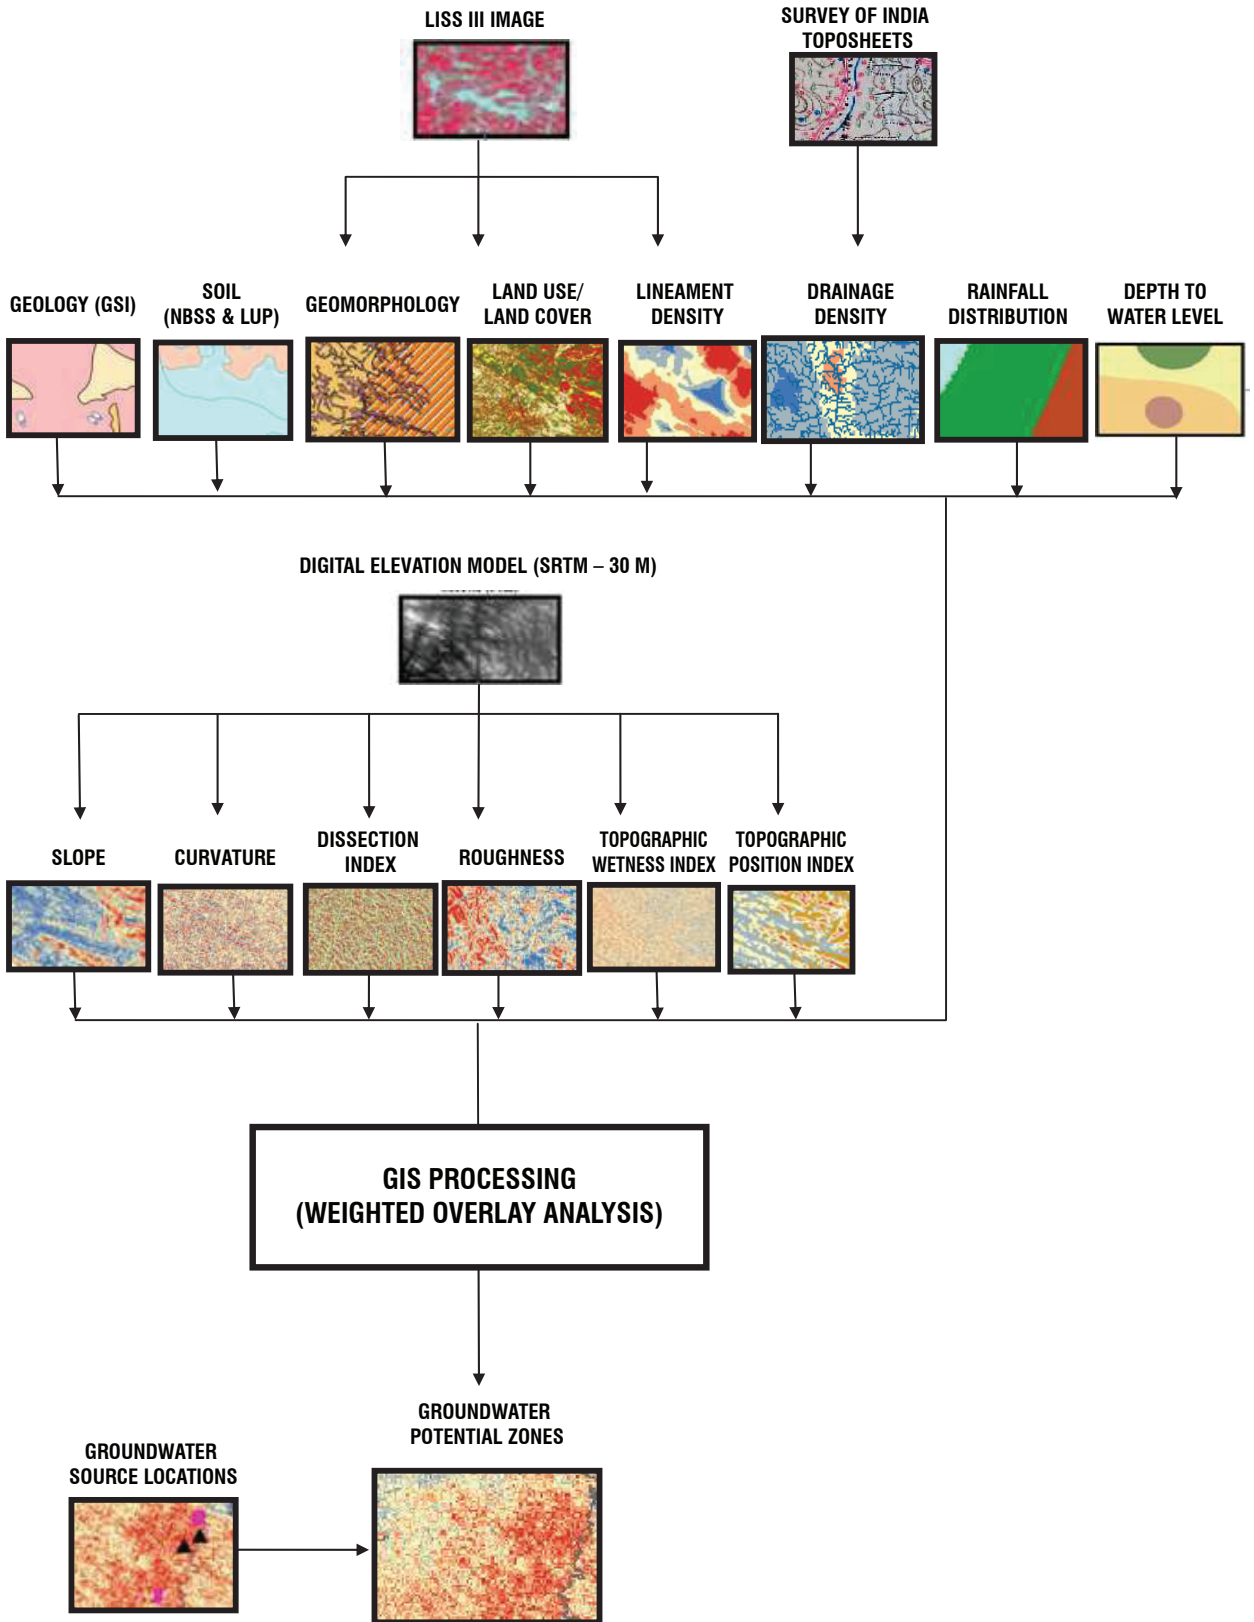 LISS III IMAGE
SURVEY OF INDIA
TOPOSHEETS
GEOLOGY (GSI)
SOIL
(NBSS & LUP)
GEOMORPHOLOGY
LAND USE/
LAND COVER
LINEAMENT
DENSITY
DRAINAGE
DENSITY
RAINFALL
DISTRIBUTION
DEPTH TO
WATER LEVEL
DIGITAL ELEVATION MODEL (SRTM – 30 M)
SLOPE
CURVATURE
DISSECTION
INDEX
ROUGHNESS
TOPOGRAPHIC
WETNESS INDEX
TOPOGRAPHIC
POSITION INDEX
GIS PROCESSING
(WEIGHTED OVERLAY ANALYSIS)
GROUNDWATER
POTENTIAL ZONES
GROUNDWATER
SOURCE LOCATIONS